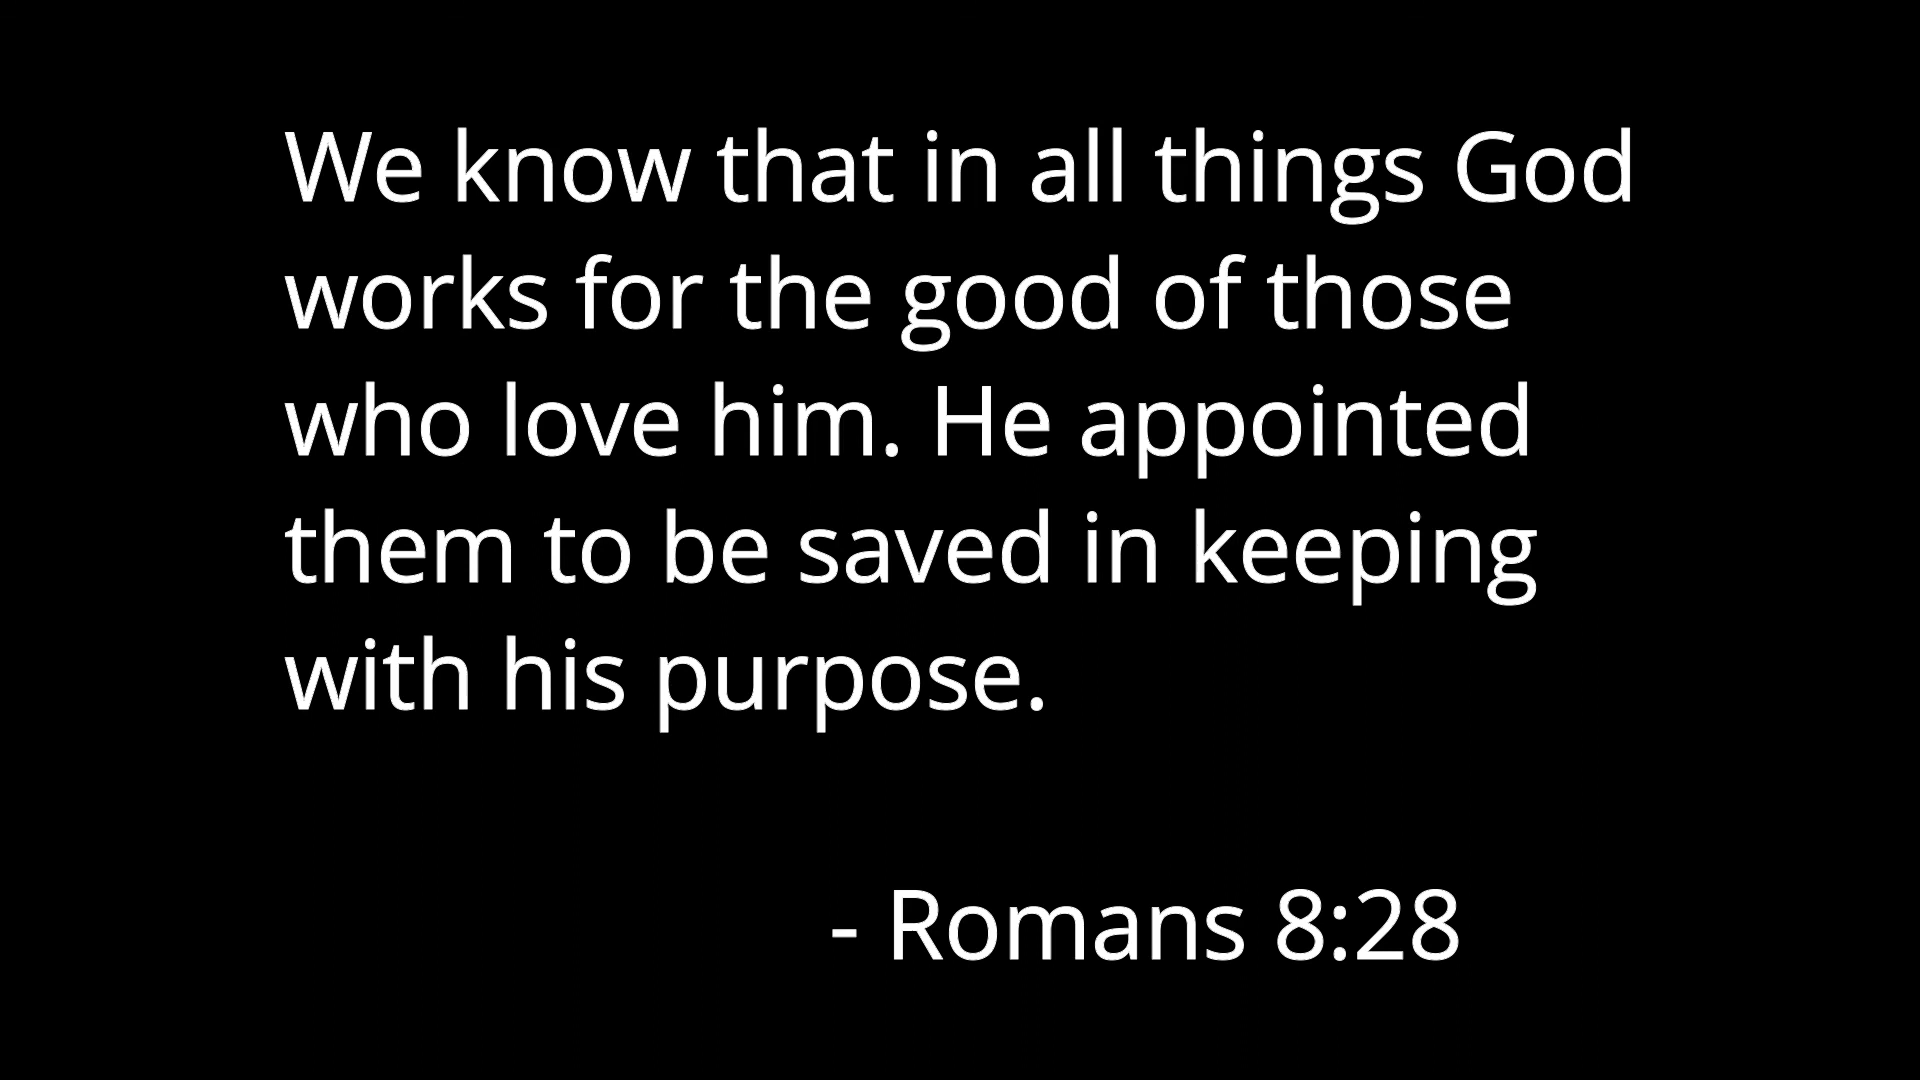 We know that in all things God
works for the good of those
who love him. He appointed
them to be saved in keeping
with his purpose.
- Romans 8:28